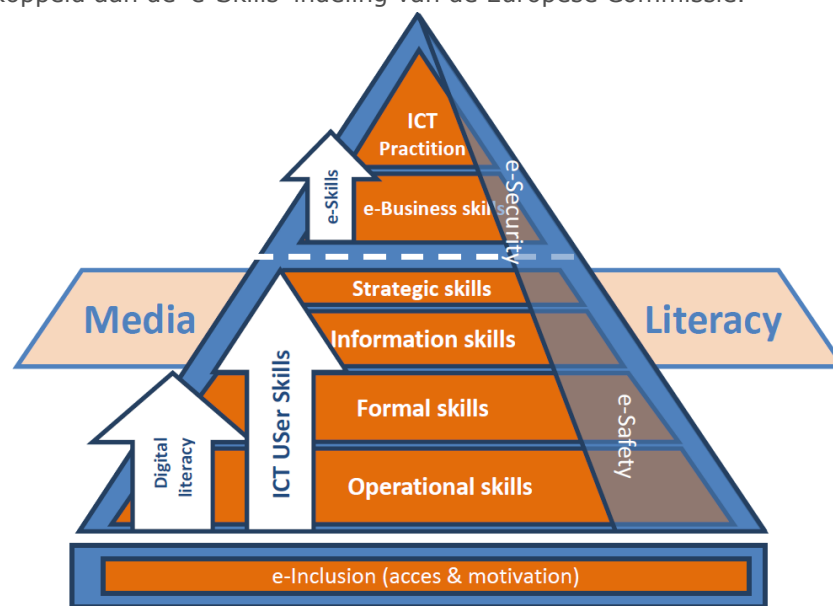 koppeld aan de 'e-Skills' indeling van de Europese Commissie.
ICT
Practition
e-Skills
e-Business skills
e-Security
Strategic skills
Media
Literacy
Information skills
ICT USer Skills
Formal skills
e-Safety
Digital
literacy
Operational skills
e-Inclusion (acces & motivation)